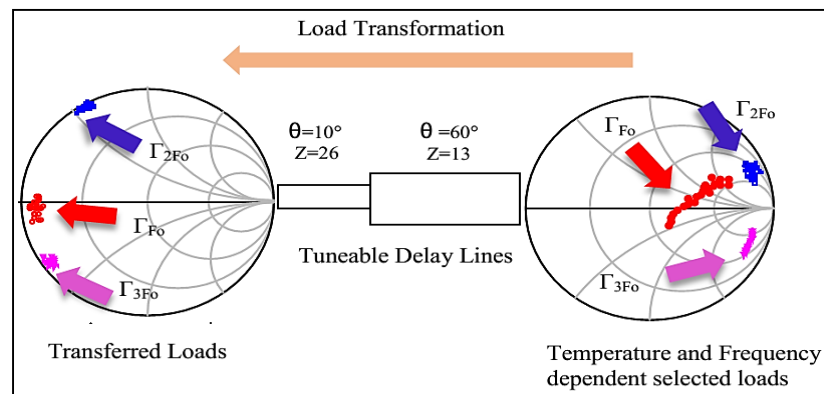 Load Transformation
θ=10°
Z=26
θ =60°
Z=13
Γ2Fo
ΓFo
Γ3Fo
ΓFo
Γ2Fo
Γ3Fo
Tuneable Delay Lines
Transferred Loads
Temperature and Frequency
dependent selected loads